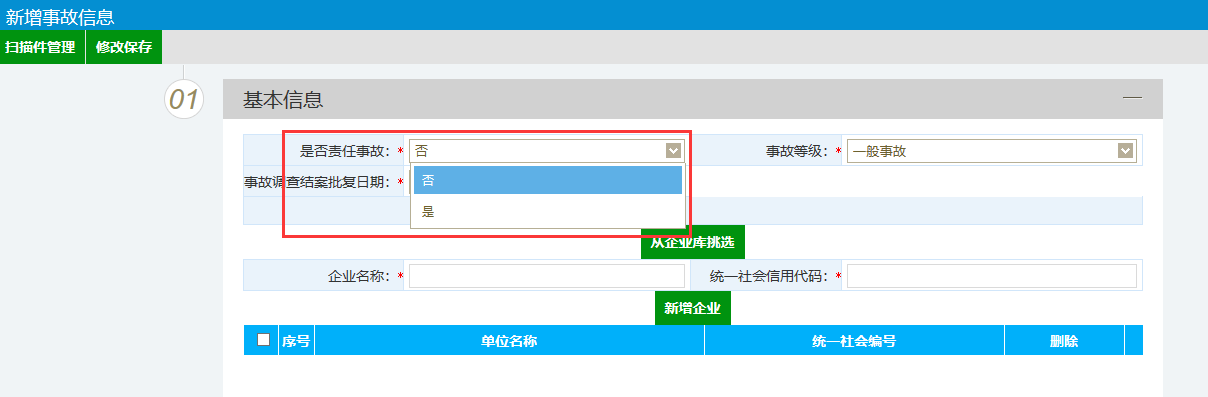 新增事故信息
扫描件管理 修改保存
01 基本信息
是否责任事故：* 否 事故等级：* 一般事故
事故调查结案批复日期：*
否
是
从企业库挑选
企业名称：* 统一社会信用代码：*
新增企业
序号 单位名称 统一社会编号 删除